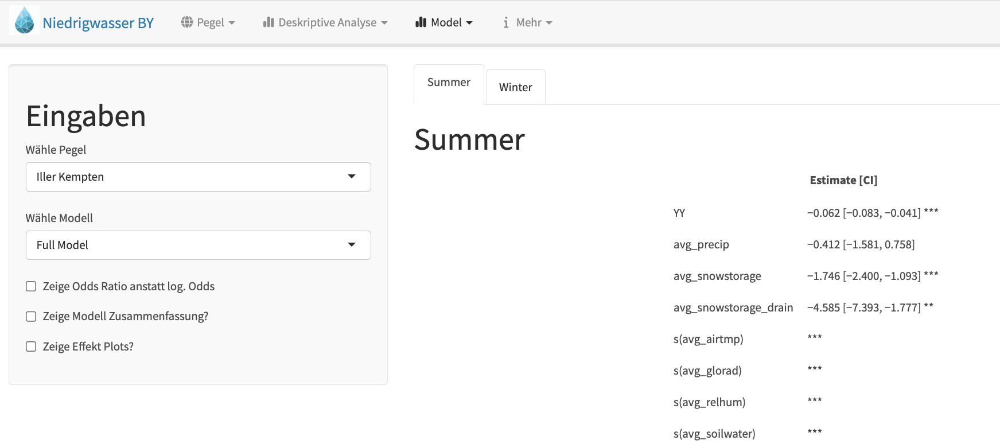 Niedrigwasser BY
Pegel
Deskriptive Analyse
Model
Mehr
Eingaben
Wähle Pegel
Iller Kempten
Wähle Modell
Full Model
Zeige Odds Ratio anstatt log. Odds
Zeige Modell Zusammenfassung?
Zeige Effekt Plots?
Summer
Winter
Summer
Estimate [CI]
YY −0.062 [−0.083, −0.041] ***
avg_precip −0.412 [−1.581, 0.758]
avg_snowstorage −1.746 [−2.400, −1.093] ***
avg_snowstorage_drain −4.585 [−7.393, −1.777] **
s(avg_airtmp) ***
s(avg_glorad) ***
s(avg_relhum) ***
s(avg_soilwater) ***